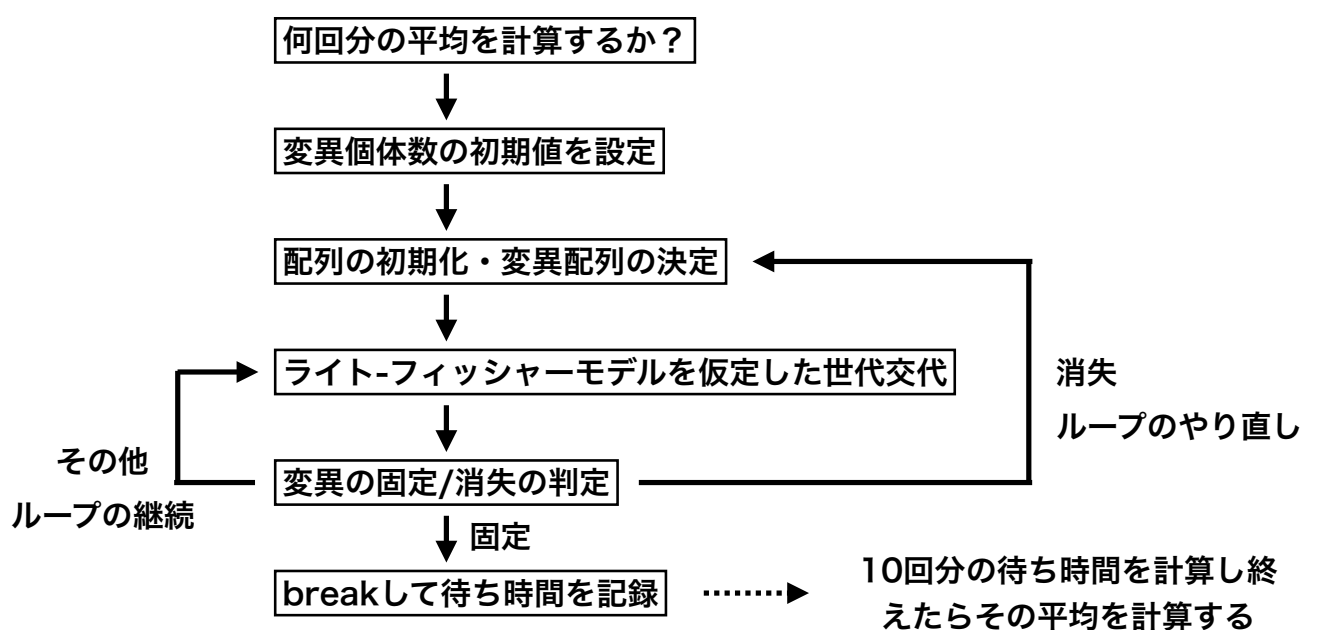 何回分の平均を計算するか？
変異個体数の初期値を設定
配列の初期化・変異配列の決定
ライト-フィッシャーモデルを仮定した世代交代
消失
ループのやり直し
その他
ループの継続
変異の固定/消失の判定
固定
breakして待ち時間を記録
10回分の待ち時間を計算し終
えたらその平均を計算する